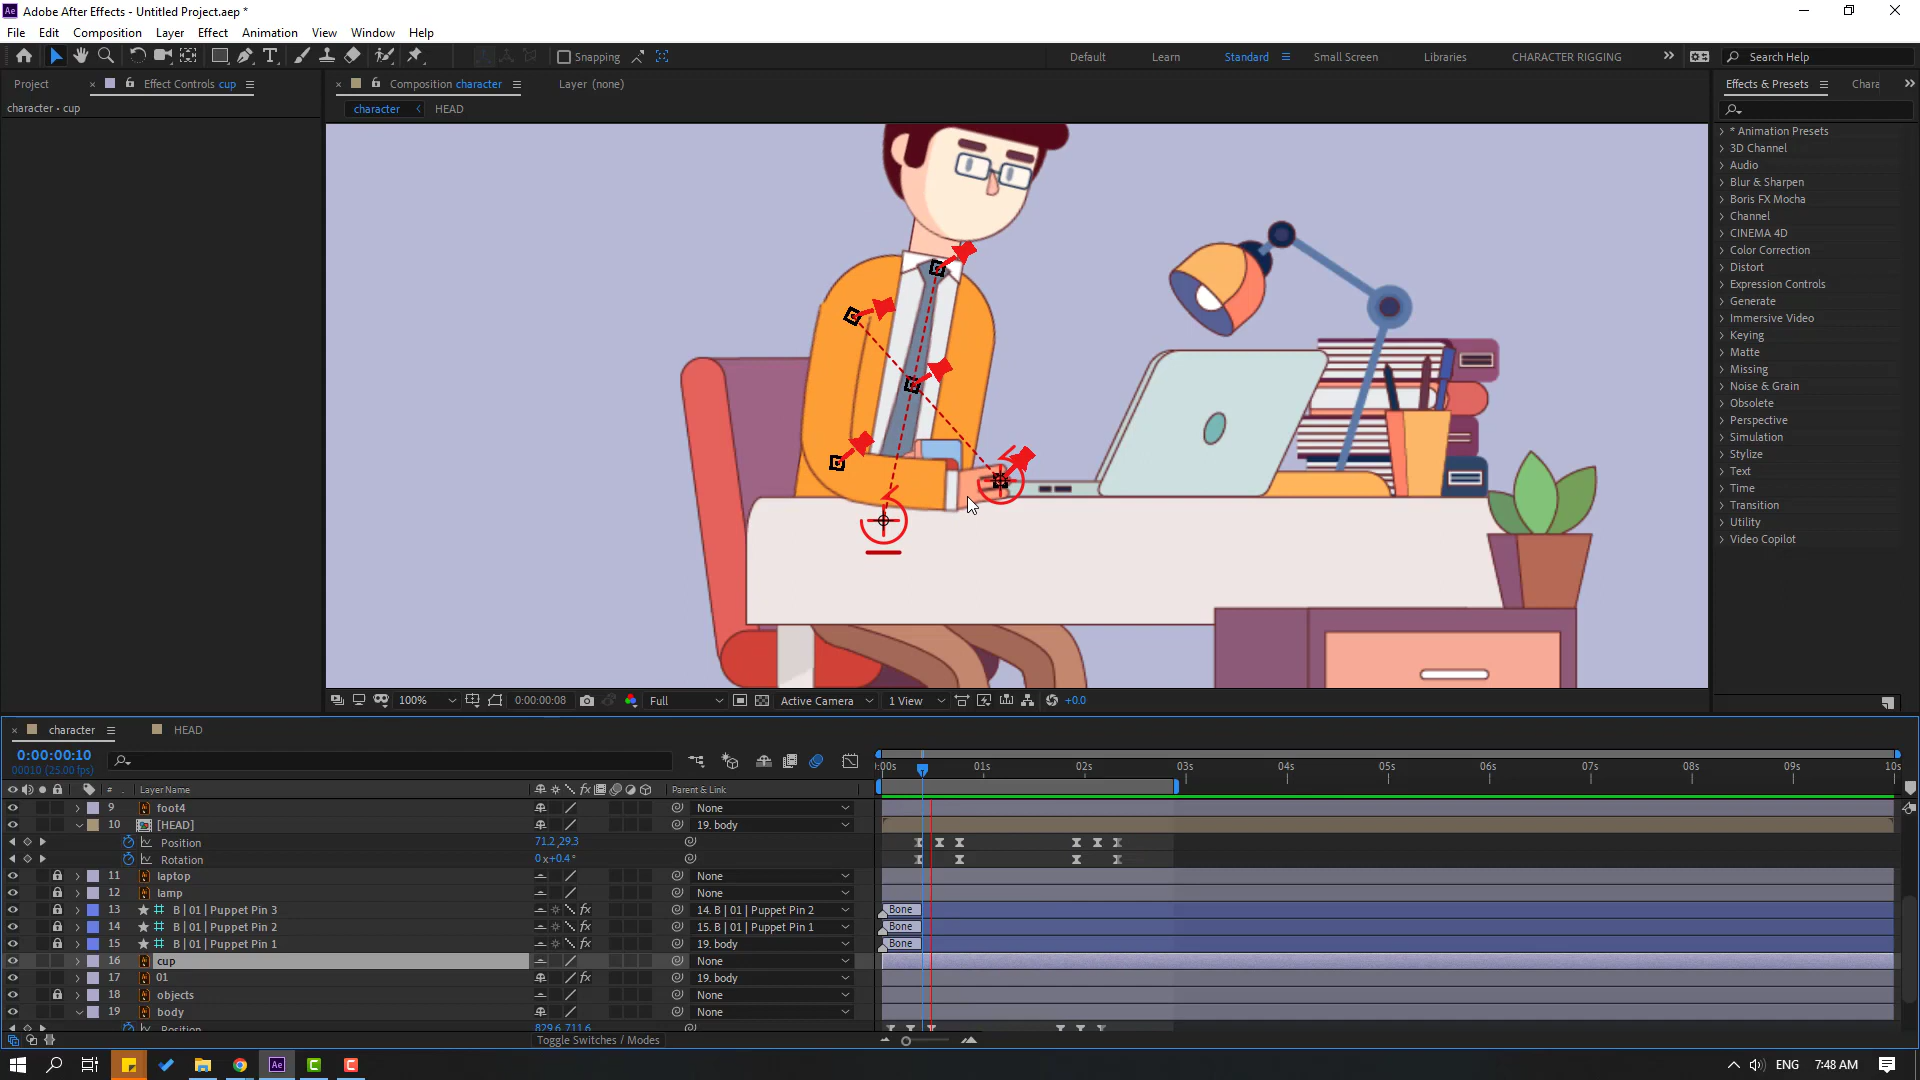 Ae Adobe After Effects - Untitled Project.aep *
File Edit Composition Layer Effect Animation View Window Help
Snapping
Default Learn Standard Small Screen Libraries CHARACTER RIGGING Search Help
Project Effect Controls cup
Composition character Layer (none)
Effects & Presets Chara
character • cup
character HEAD
* Animation Presets
3D Channel
Audio
Blur & Sharpen
Boris FX Mocha
Channel
CINEMA 4D
Color Correction
Distort
Expression Controls
Generate
Immersive Video
Keying
Matte
Missing
Noise & Grain
Obsolete
Perspective
Simulation
Stylize
Text
Time
Transition
Utility
Video Copilot
100% 0:00:00:08 Full Active Camera 1 View +0.0
character HEAD
0:00:00:10
00010 (25.00 fps)
:00s 01s 02s 03s 04s 05s 06s 07s 08s 09s 10s
# Layer Name fx Parent & Link
9 foot4 None
10 [HEAD] 19. body
Position 71.2,29.3
Rotation 0x+0.4°
11 laptop None
12 lamp None
13 B | 01 | Puppet Pin 3 fx 14. B | 01 | Puppet Pin 2 Bone
14 B | 01 | Puppet Pin 2 fx 15. B | 01 | Puppet Pin 1 Bone
15 B | 01 | Puppet Pin 1 fx 19. body Bone
16 cup None
17 01 fx 19. body
18 objects None
19 body None
Position 829.6,711.6
Toggle Switches / Modes
Ae C C ENG 7:48 AM